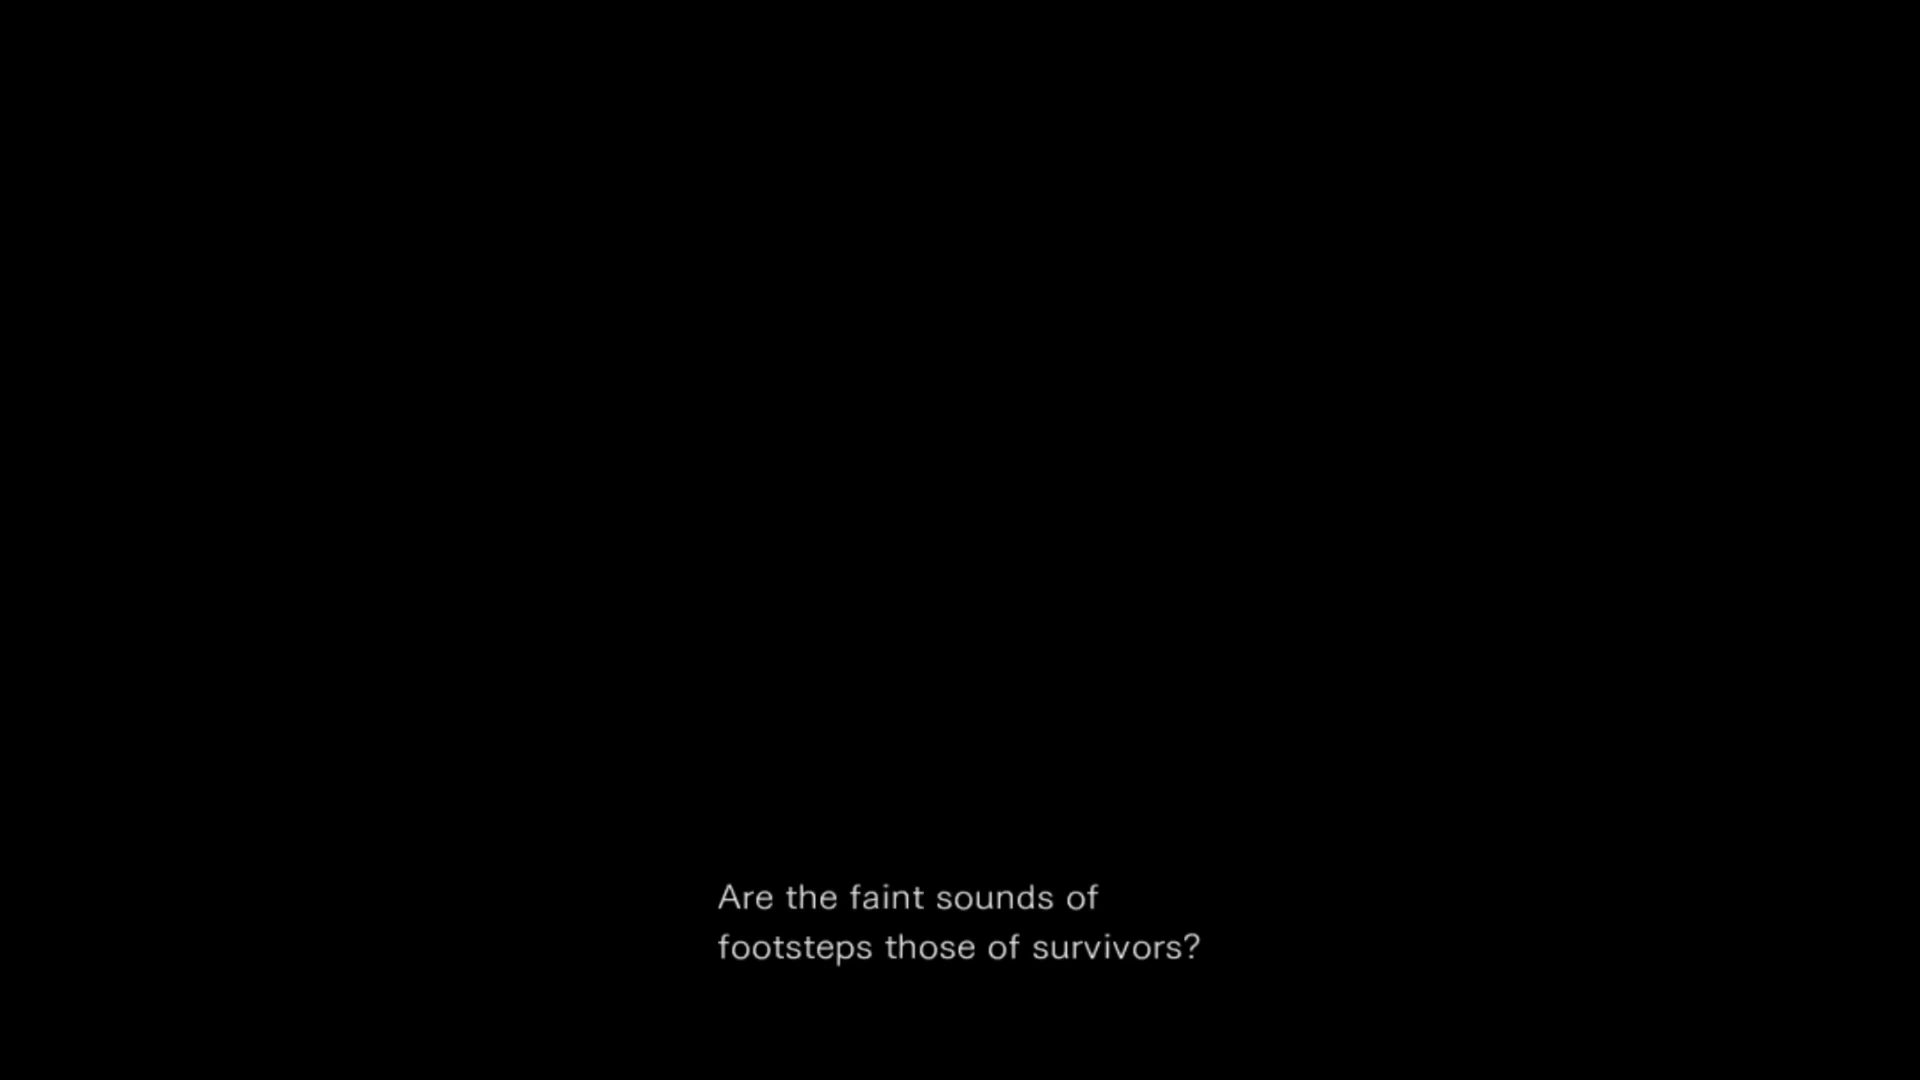 Are the faint sounds of
footsteps those of survivors?